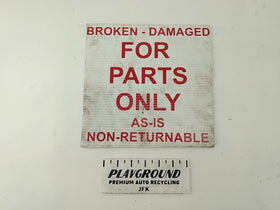 BROKEN - DAMAGED
FOR
PARTS
ONLY
AS-IS
NON-RETURNABLE
PLAYGROUND
PREMIUM AUTO RECYCLING
JFK